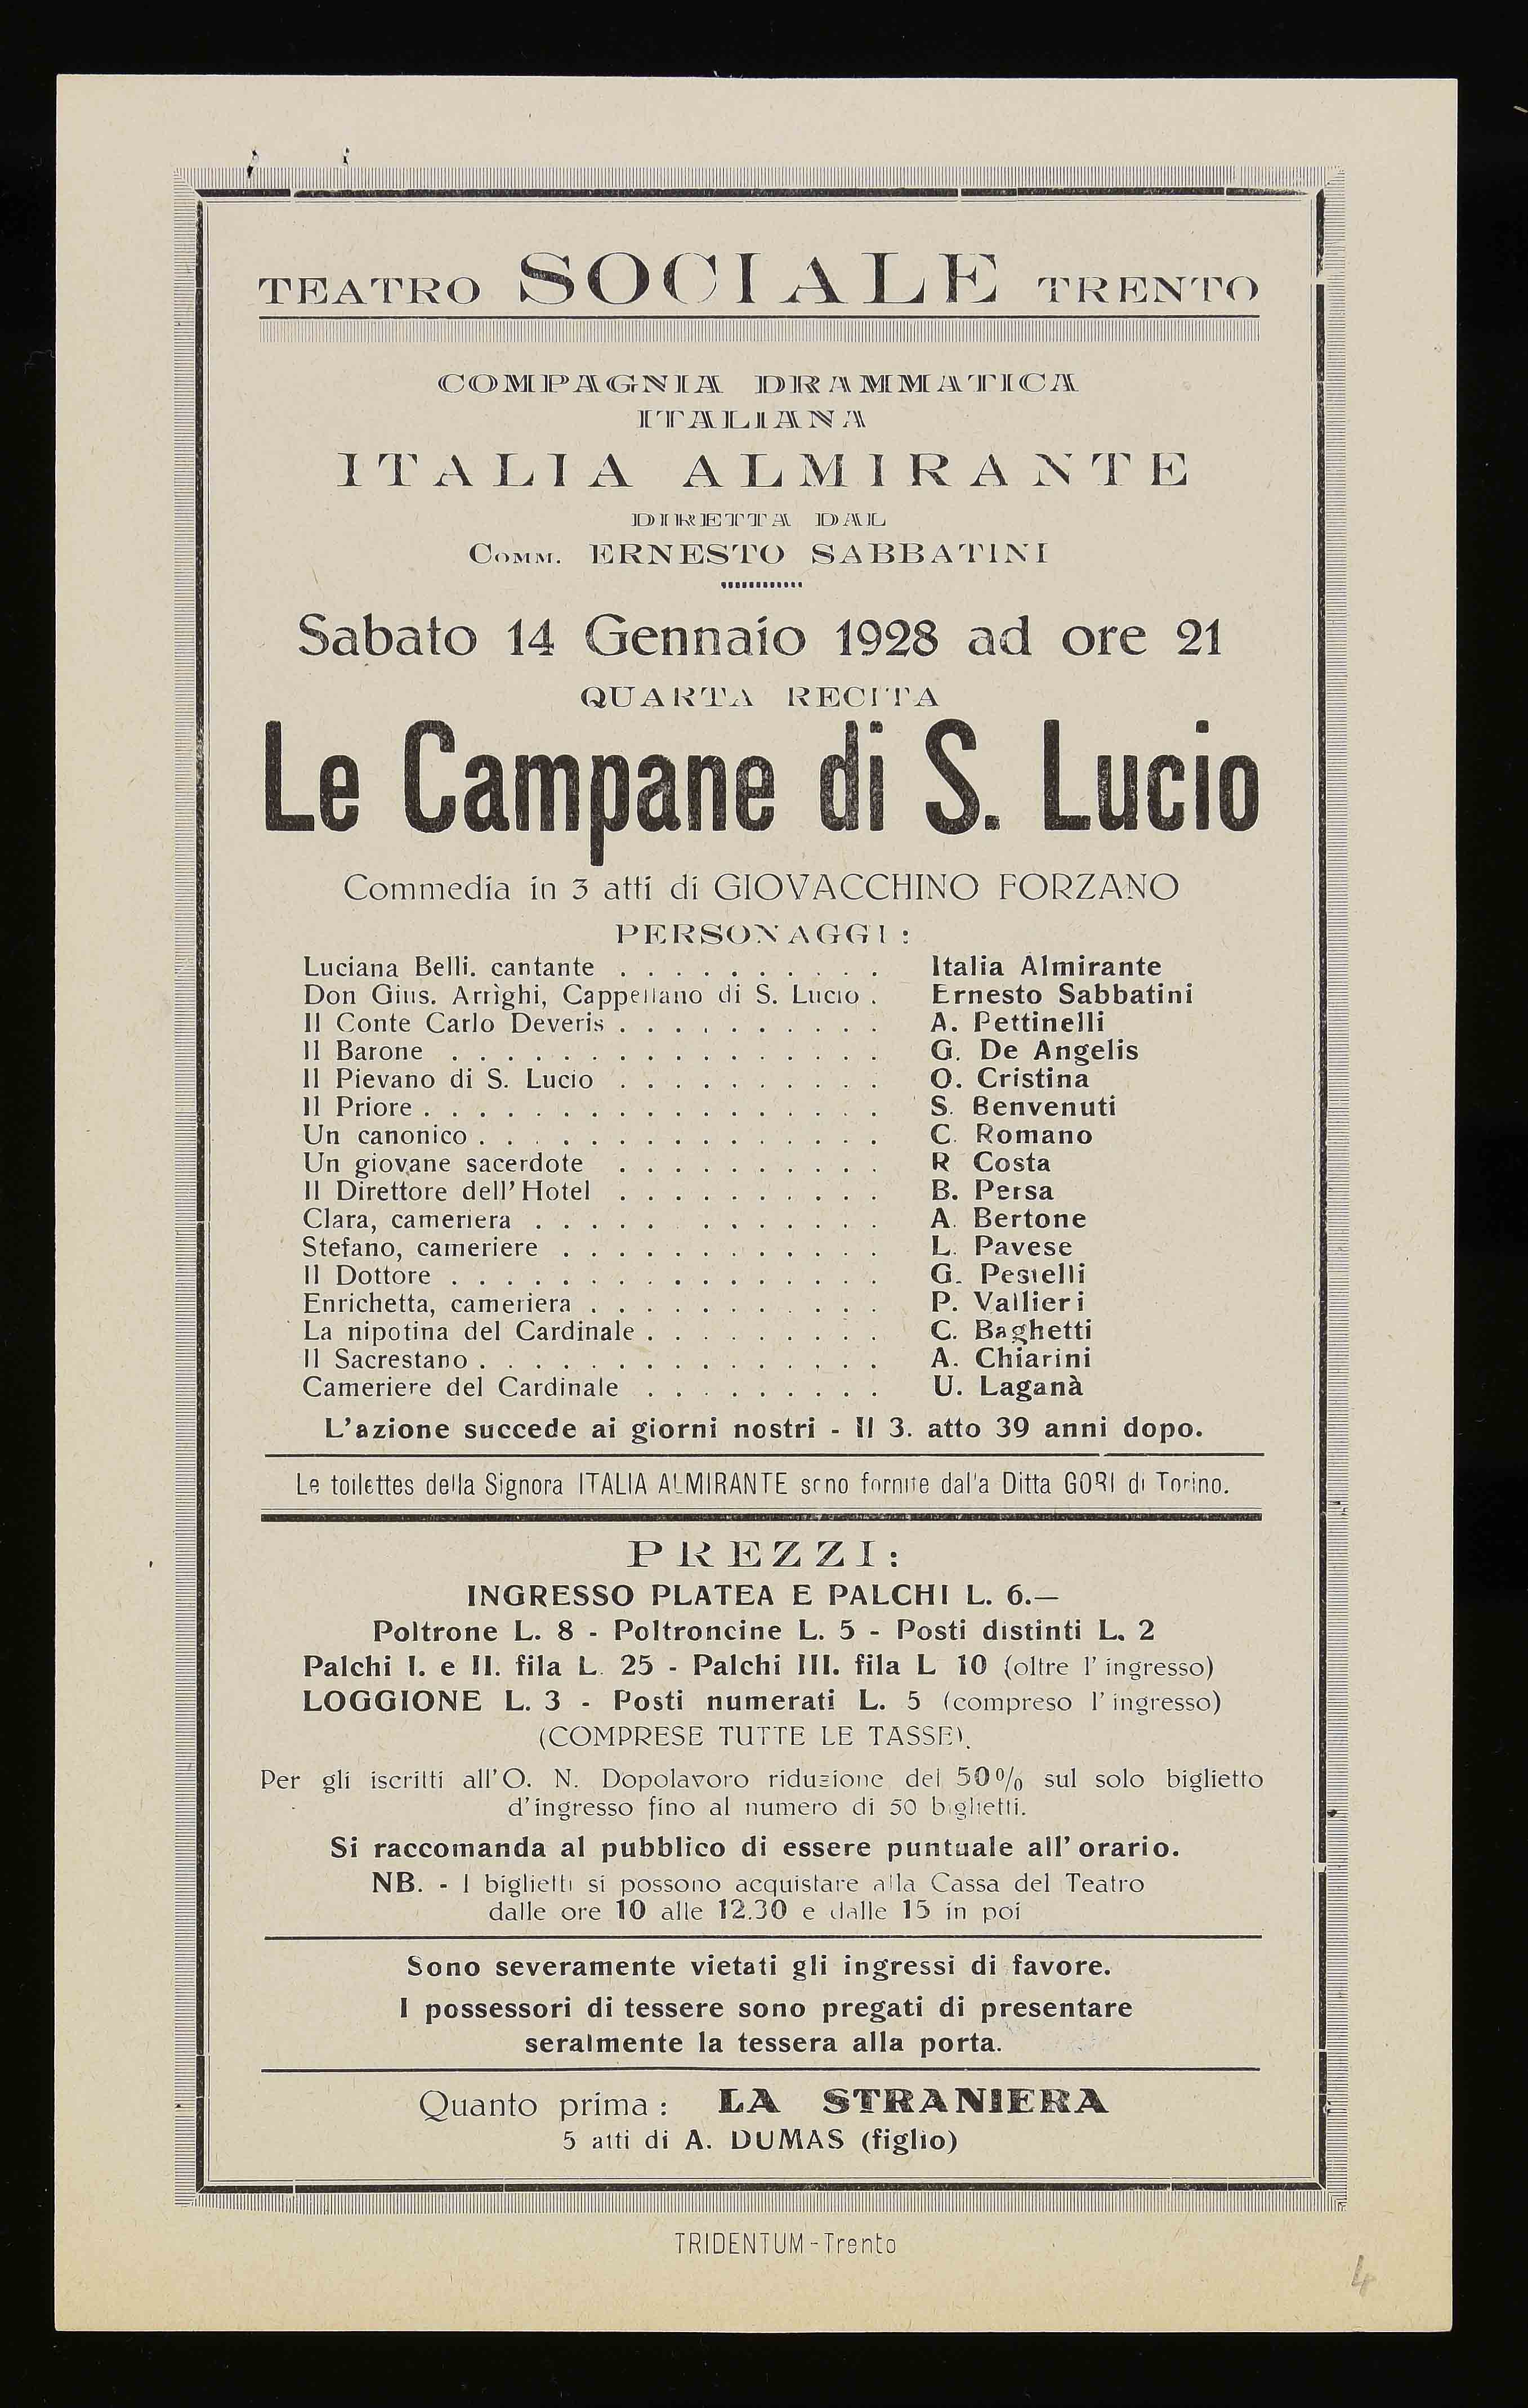 TEATRO SOCIALE TRENTO
COMPAGNIA DRAMMATICA
ITALIANA
ITALIA ALMIRANTE
DIRETTA DAL
COMM. ERNESTO SABBATINI
Sabato 14 Gennaio 1928 ad ore 21
QUARTA RECITA
Le Campane di S. Lucio
Commedia in 3 atti di GIOVACCHINO FORZANO
PERSONAGGI:
Luciana Belli. cantante . . . . . . . . . . Italia Almirante
Don Gius. Arrighi, Cappellano di S. Lucio . Ernesto Sabbatini
Il Conte Carlo Deveris . . . . . . . . . . A. Pettinelli
Il Barone . . . . . . . . . . . . . . . . G. De Angelis
Il Pievano di S. Lucio . . . . . . . . . . O. Cristina
Il Priore . . . . . . . . . . . . . . . . . S. Benvenuti
Un canonico . . . . . . . . . . . . . . . C. Romano
Un giovane sacerdote . . . . . . . . . . R Costa
Il Direttore dell' Hotel . . . . . . . . . . B. Persa
Clara, cameriera . . . . . . . . . . . . . A. Bertone
Stefano, cameriere . . . . . . . . . . . . L. Pavese
Il Dottore . . . . . . . . . . . . . . . . G. Pestelli
Enrichetta, cameriera . . . . . . . . . . . P. Vallieri
La nipotina del Cardinale . . . . . . . . . C. Baghetti
Il Sacrestano . . . . . . . . . . . . . . . A. Chiarini
Cameriere del Cardinale . . . . . . . . . U. Laganà
L'azione succede ai giorni nostri - Il 3. atto 39 anni dopo.
Le toilettes della Signora ITALIA ALMIRANTE sono fornite dal'a Ditta GORI di Torino.
PREZZI:
INGRESSO PLATEA E PALCHI L. 6.—
Poltrone L. 8 - Poltroncine L. 5 - Posti distinti L. 2
Palchi I. e II. fila L. 25 - Palchi III. fila L 10 (oltre l' ingresso)
LOGGIONE L. 3 - Posti numerati L. 5 (compreso l' ingresso)
(COMPRESE TUTTE LE TASSE).
Per gli iscritti all'O. N. Dopolavoro riduzione del 50% sul solo biglietto
d'ingresso fino al numero di 50 biglietti.
Si raccomanda al pubblico di essere puntuale all' orario.
NB. - I biglietti si possono acquistare alla Cassa del Teatro
dalle ore 10 alle 12.30 e dalle 15 in poi
Sono severamente vietati gli ingressi di favore.
I possessori di tessere sono pregati di presentare
seralmente la tessera alla porta.
Quanto prima: LA STRANIERA
5 atti di A. DUMAS (figlio)
TRIDENTUM - Trento
4